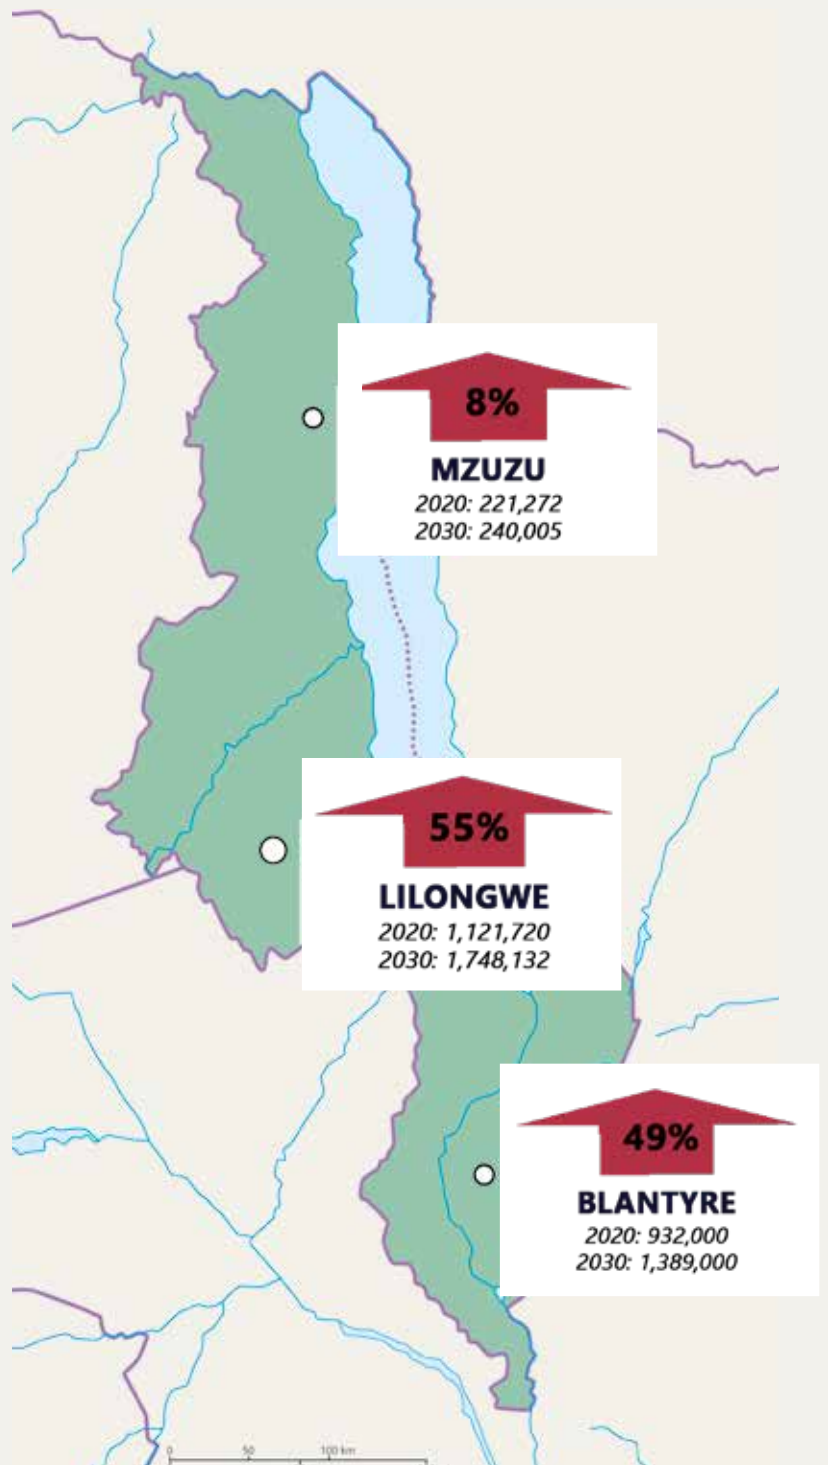 8%
MZUZU
2020: 221,272
2030: 240,005
55%
LILONGWE
2020: 1,121,720
2030: 1,748,132
49%
BLANTYRE
2020: 932,000
2030: 1,389,000
0 50 100 km